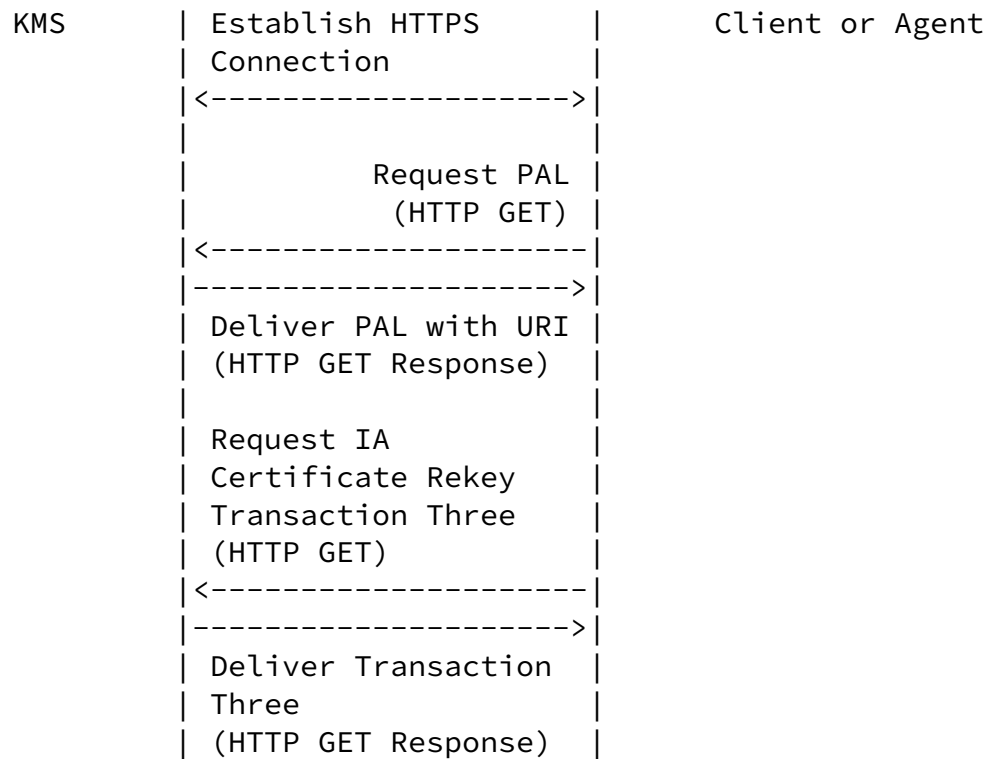 KMS | Establish HTTPS | Client or Agent
| Connection |
|<-------------------->|
| |
| Request PAL |
| (HTTP GET) |
|<---------------------|
|--------------------->|
| Deliver PAL with URI |
| (HTTP GET Response) |
| |
| Request IA |
| Certificate Rekey |
| Transaction Three |
| (HTTP GET) |
|<---------------------|
|--------------------->|
| Deliver Transaction |
| Three |
| (HTTP GET Response) |